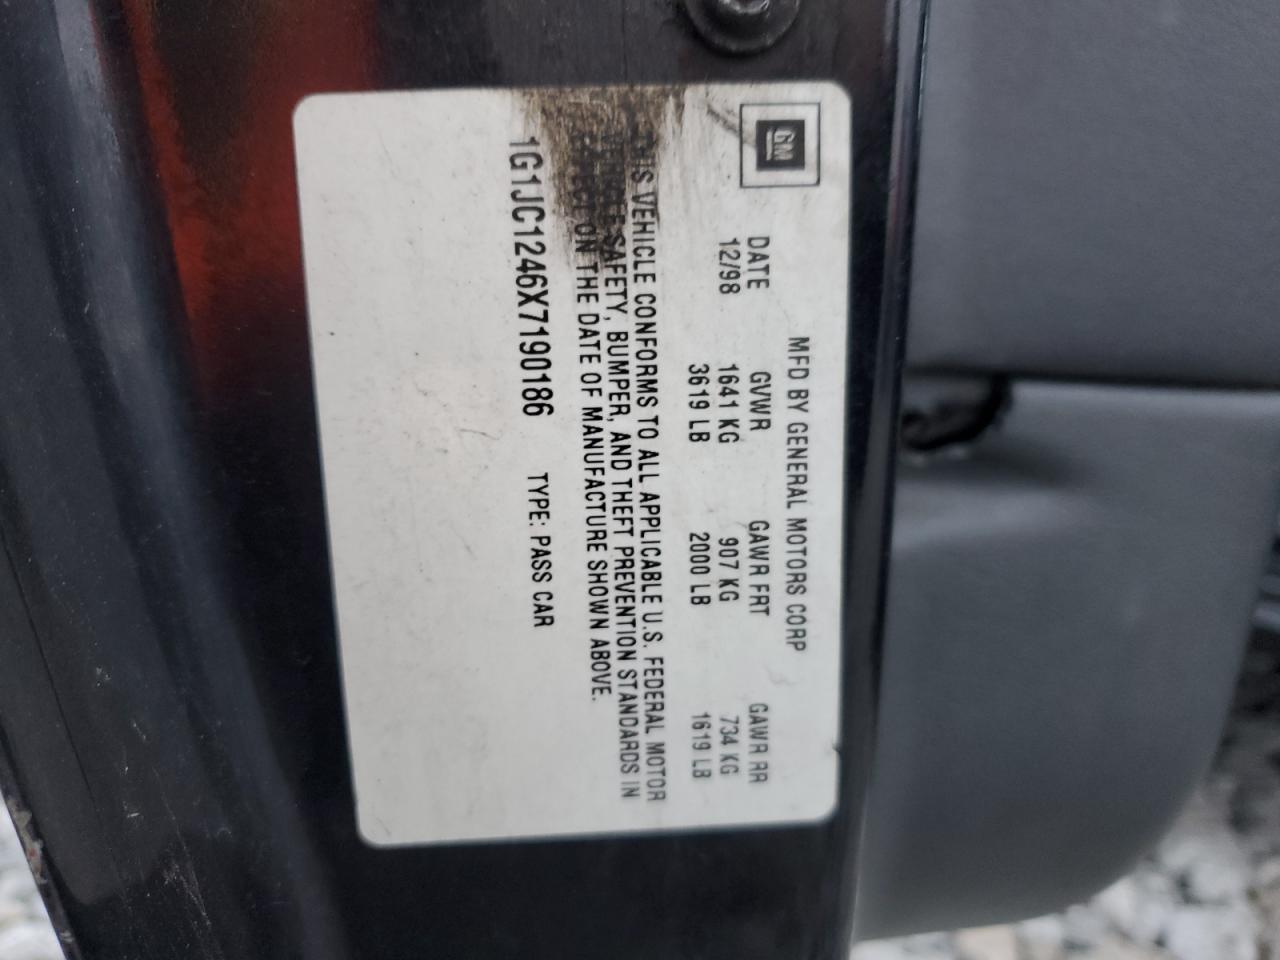 GM
MFD BY GENERAL MOTORS CORP
DATE GVWR GAWR FRT GAWR RR
12/98 1641 KG 907 KG 734 KG
3619 LB 2000 LB 1619 LB
THIS VEHICLE CONFORMS TO ALL APPLICABLE U.S. FEDERAL MOTOR
VEHICLE SAFETY, BUMPER, AND THEFT PREVENTION STANDARDS IN
EFFECT ON THE DATE OF MANUFACTURE SHOWN ABOVE.
1G1JC1246X7190186 TYPE: PASS CAR